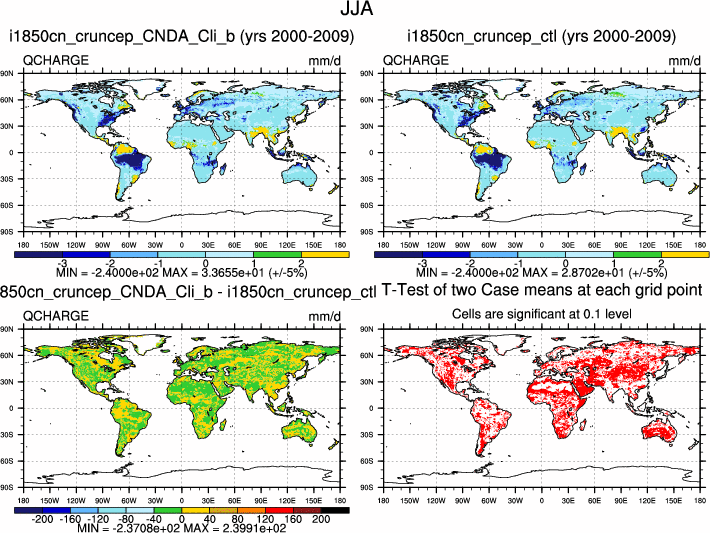 JJA
i1850cn_cruncep_CNDA_Cli_b (yrs 2000-2009)
QCHARGE mm/d
90N
60N
30N
0
30S
60S
90S
180 150W 120W 90W 60W 30W 0 30E 60E 90E 120E 150E 180
-3 -2 -1 0 1 2
MIN = -2.4000e+02 MAX = 3.3655e+01 (+/-5%)
i1850cn_cruncep_ctl (yrs 2000-2009)
QCHARGE mm/d
90N
60N
30N
0
30S
60S
90S
180 150W 120W 90W 60W 30W 0 30E 60E 90E 120E 150E 180
-3 -2 -1 0 1 2
MIN = -2.4000e+02 MAX = 2.8702e+01 (+/-5%)
850cn_cruncep_CNDA_Cli_b - i1850cn_cruncep_ctl
QCHARGE mm/d
90N
60N
30N
0
30S
60S
90S
180 150W 120W 90W 60W 30W 0 30E 60E 90E 120E 150E 180
-200 -160 -120 -80 -40 0 40 80 120 160 200
MIN = -2.3708e+02 MAX = 2.3991e+02
T-Test of two Case means at each grid point
Cells are significant at 0.1 level
90N
60N
30N
0
30S
60S
90S
180 150W 120W 90W 60W 30W 0 30E 60E 90E 120E 150E 180